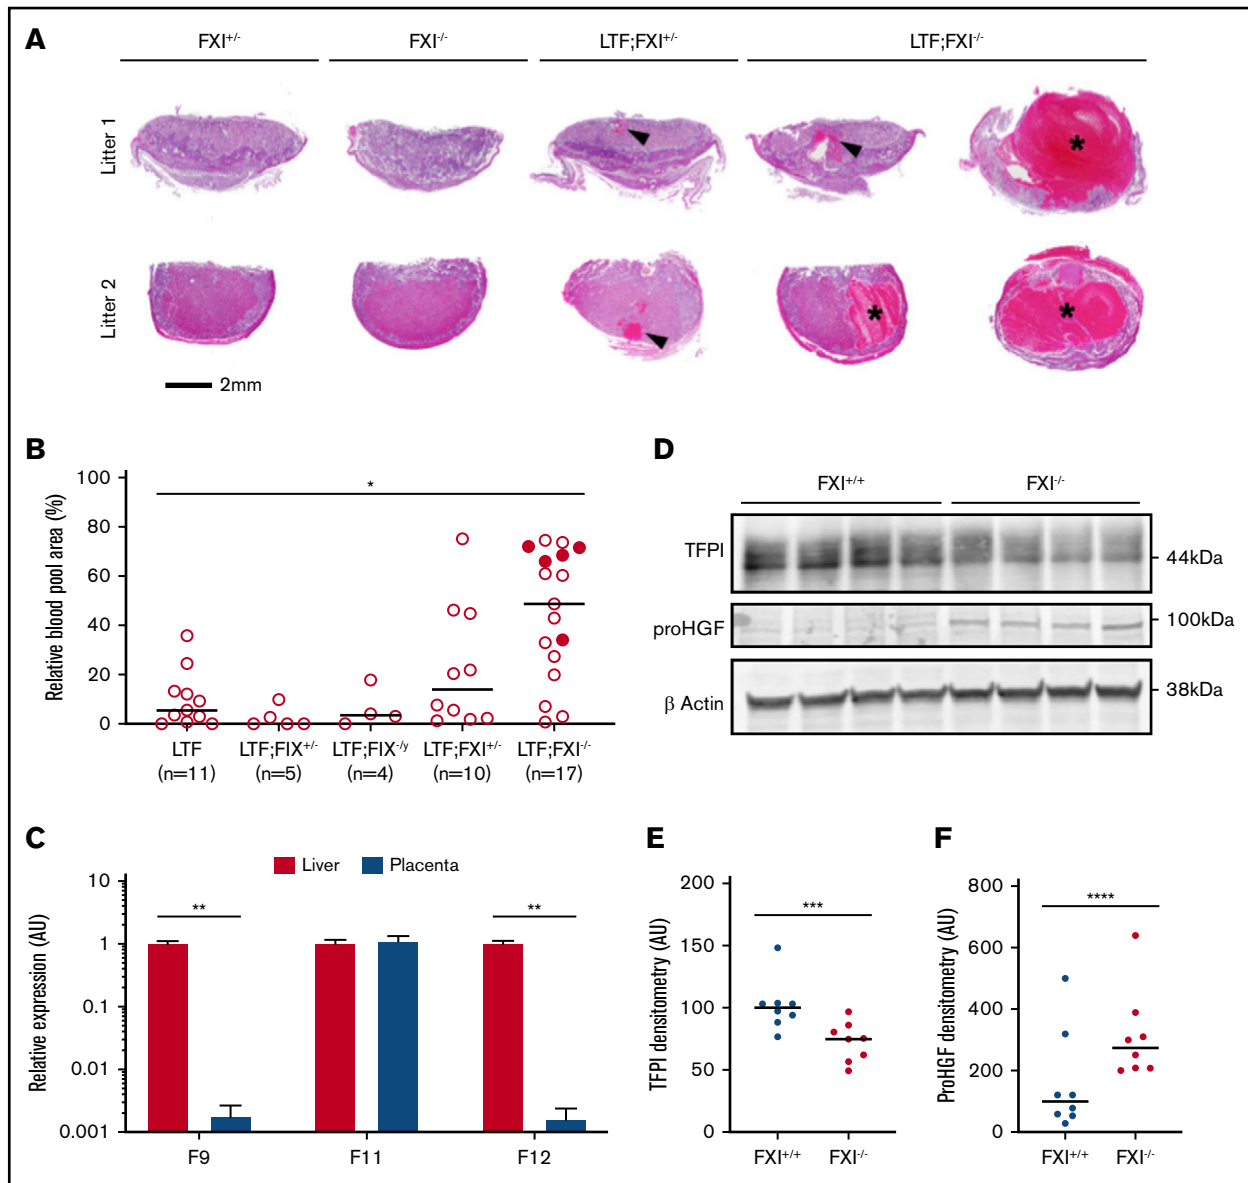 A
FXI+/-
FXI-/-
LTF;FXI+/-
LTF;FXI-/-
Litter 1
*
Litter 2
*
*
2mm
B
Relative blood pool area (%)
100
80
60
40
20
0
*
LTF
(n=11)
LTF;FIX+/-
(n=5)
LTF;FIX-/y
(n=4)
LTF;FXI+/-
(n=10)
LTF;FXI-/-
(n=17)
D
FXI+/+
FXI-/-
TFPI
44kDa
proHGF
100kDa
β Actin
38kDa
C
Liver
Placenta
Relative expression (AU)
10
1
0.1
0.01
0.001
**
**
F9
F11
F12
E
TFPI densitometry (AU)
200
150
100
50
0
***
FXI+/+
FXI-/-
F
ProHGF densitometry (AU)
800
600
400
200
0
****
FXI+/+
FXI-/-